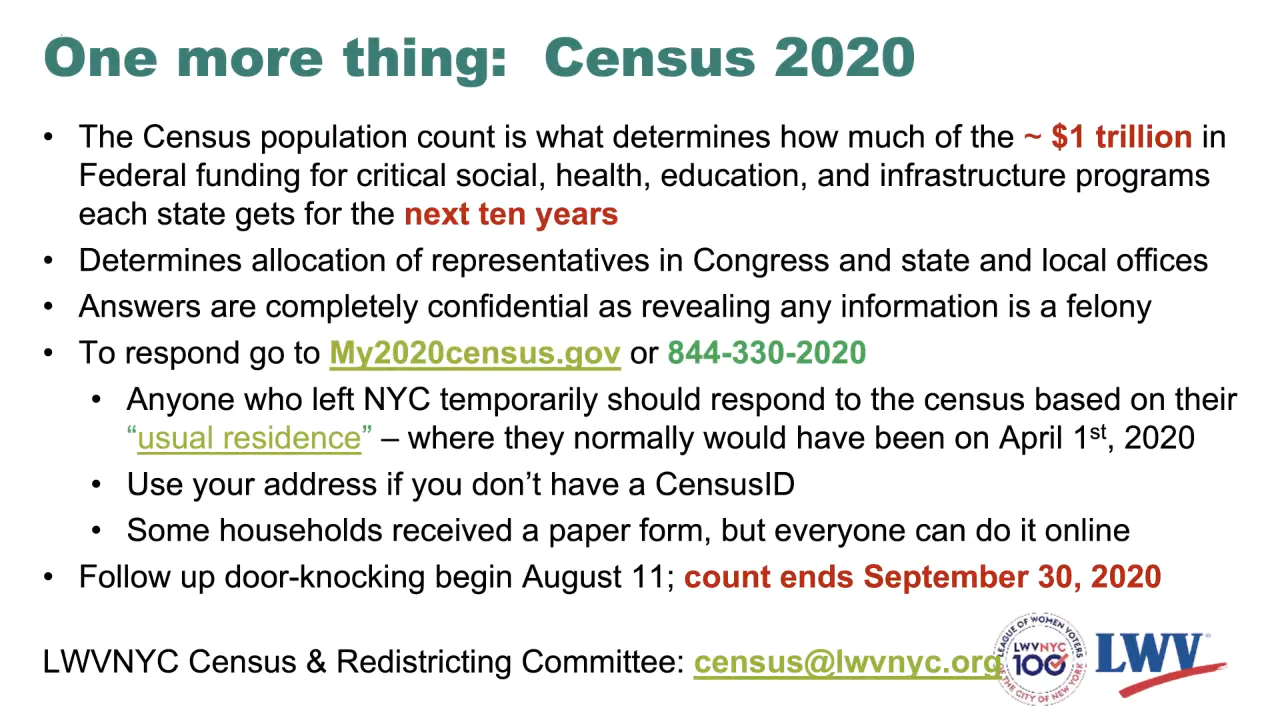 One more thing: Census 2020
• The Census population count is what determines how much of the ~ $1 trillion in
Federal funding for critical social, health, education, and infrastructure programs
each state gets for the next ten years
• Determines allocation of representatives in Congress and state and local offices
• Answers are completely confidential as revealing any information is a felony
• To respond go to My2020census.gov or 844-330-2020
• Anyone who left NYC temporarily should respond to the census based on their
“usual residence” – where they normally would have been on April 1st, 2020
• Use your address if you don’t have a CensusID
• Some households received a paper form, but everyone can do it online
• Follow up door-knocking begin August 11; count ends September 30, 2020
LWVNYC Census & Redistricting Committee: census@lwvnyc.org
LEAGUE OF WOMEN VOTERS
LWVNYC
100
OF THE CITY OF NEW YORK
LWV